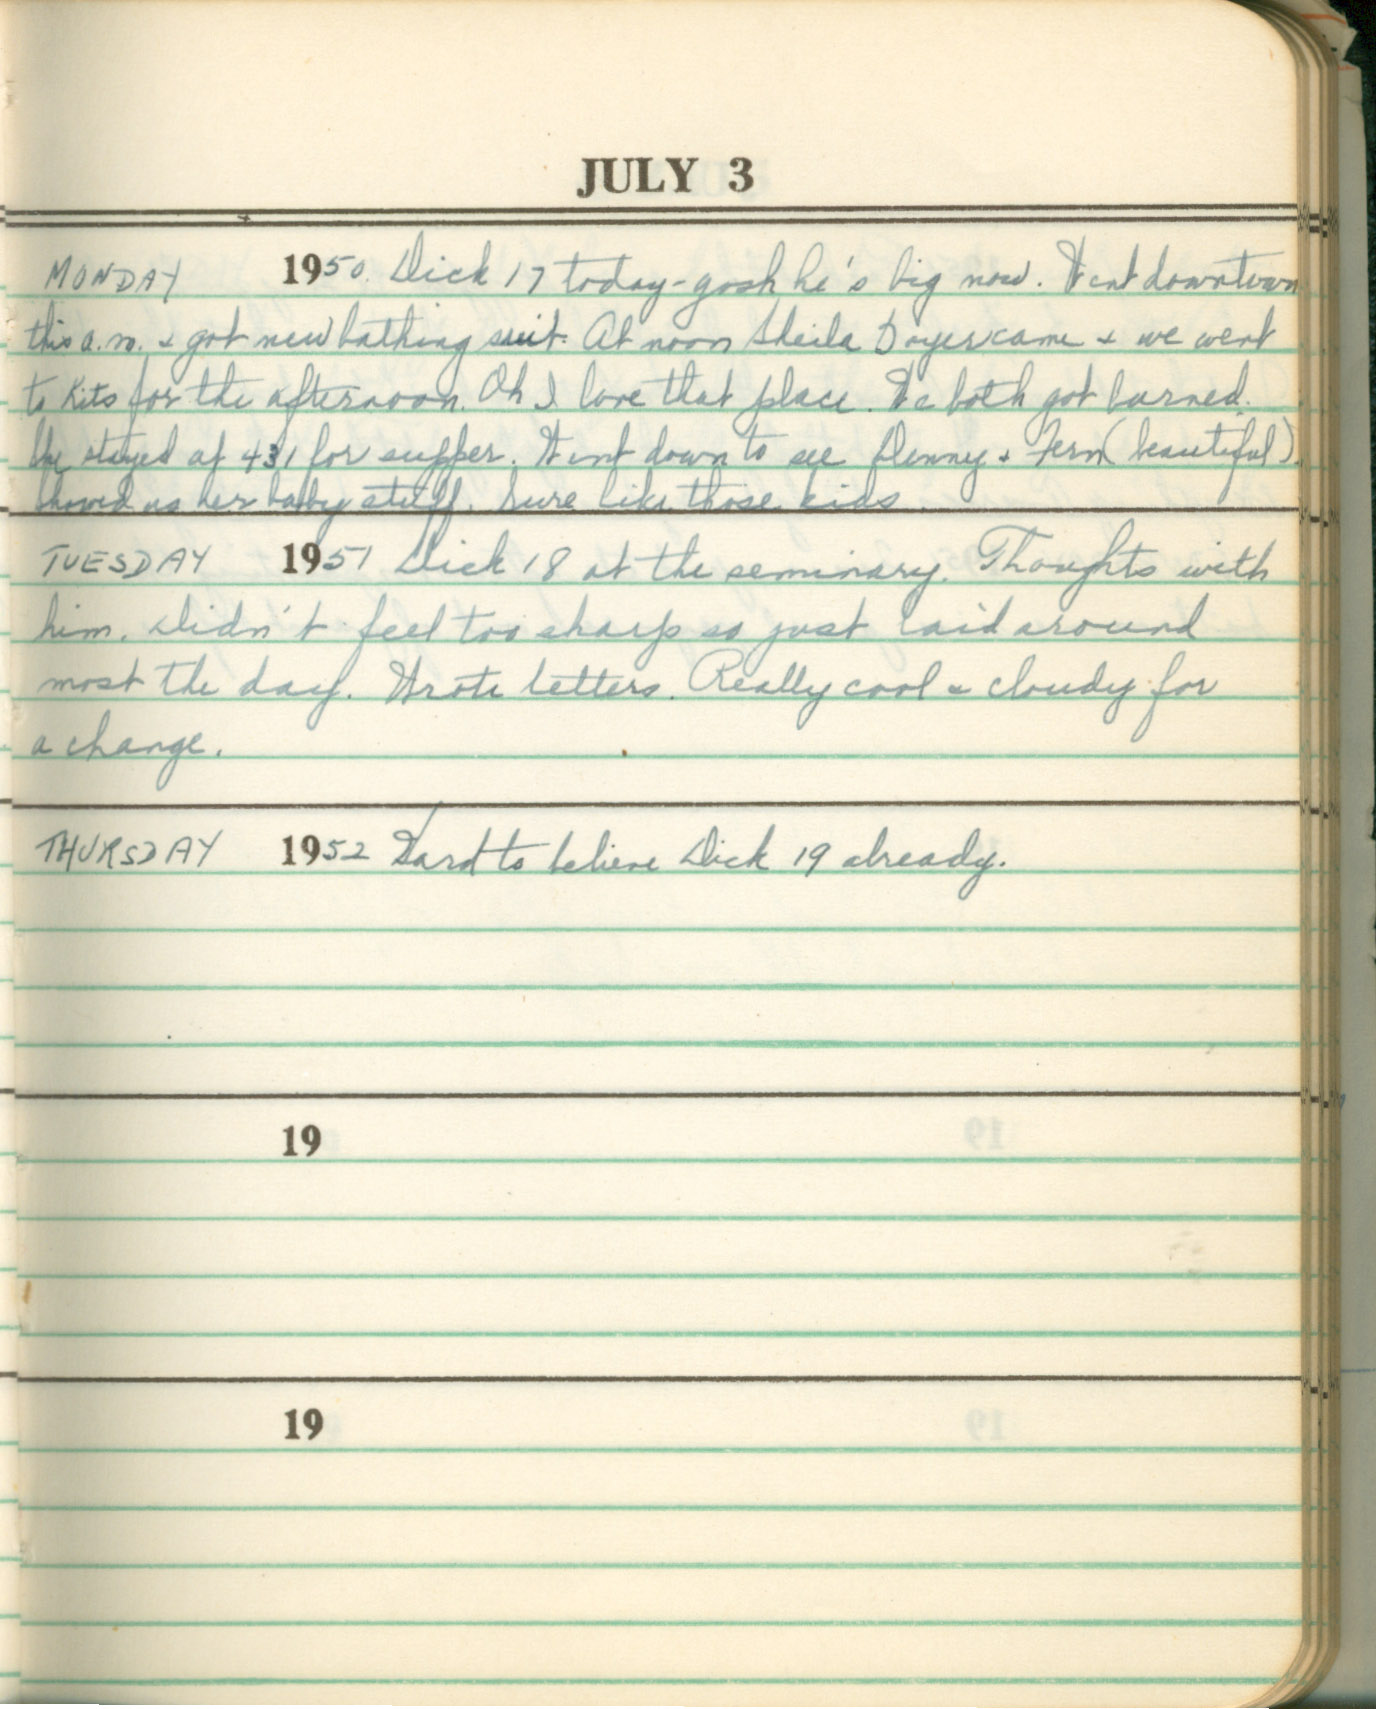 JULY 3
MONDAY 1950. Dick 17 today-gosh he's big now. Went downtown
this a.m. & got new bathing suit. At noon Sheila came & we went
to Kits for the afternoon. Oh I love that place. We both got burned.
She stayed at 431 for supper. Went down to see Denny & Fern (beautiful)
showed us her baby stuff. Sure like those kids.
TUESDAY 1951 Dick 18 at the seminary. Thoughts with
him. Didn't feel too sharp so just laid around
most the day. Wrote letters. Really cool & cloudy for
a change.
THURSDAY 1952 Hard to believe Dick 19 already.
19
19